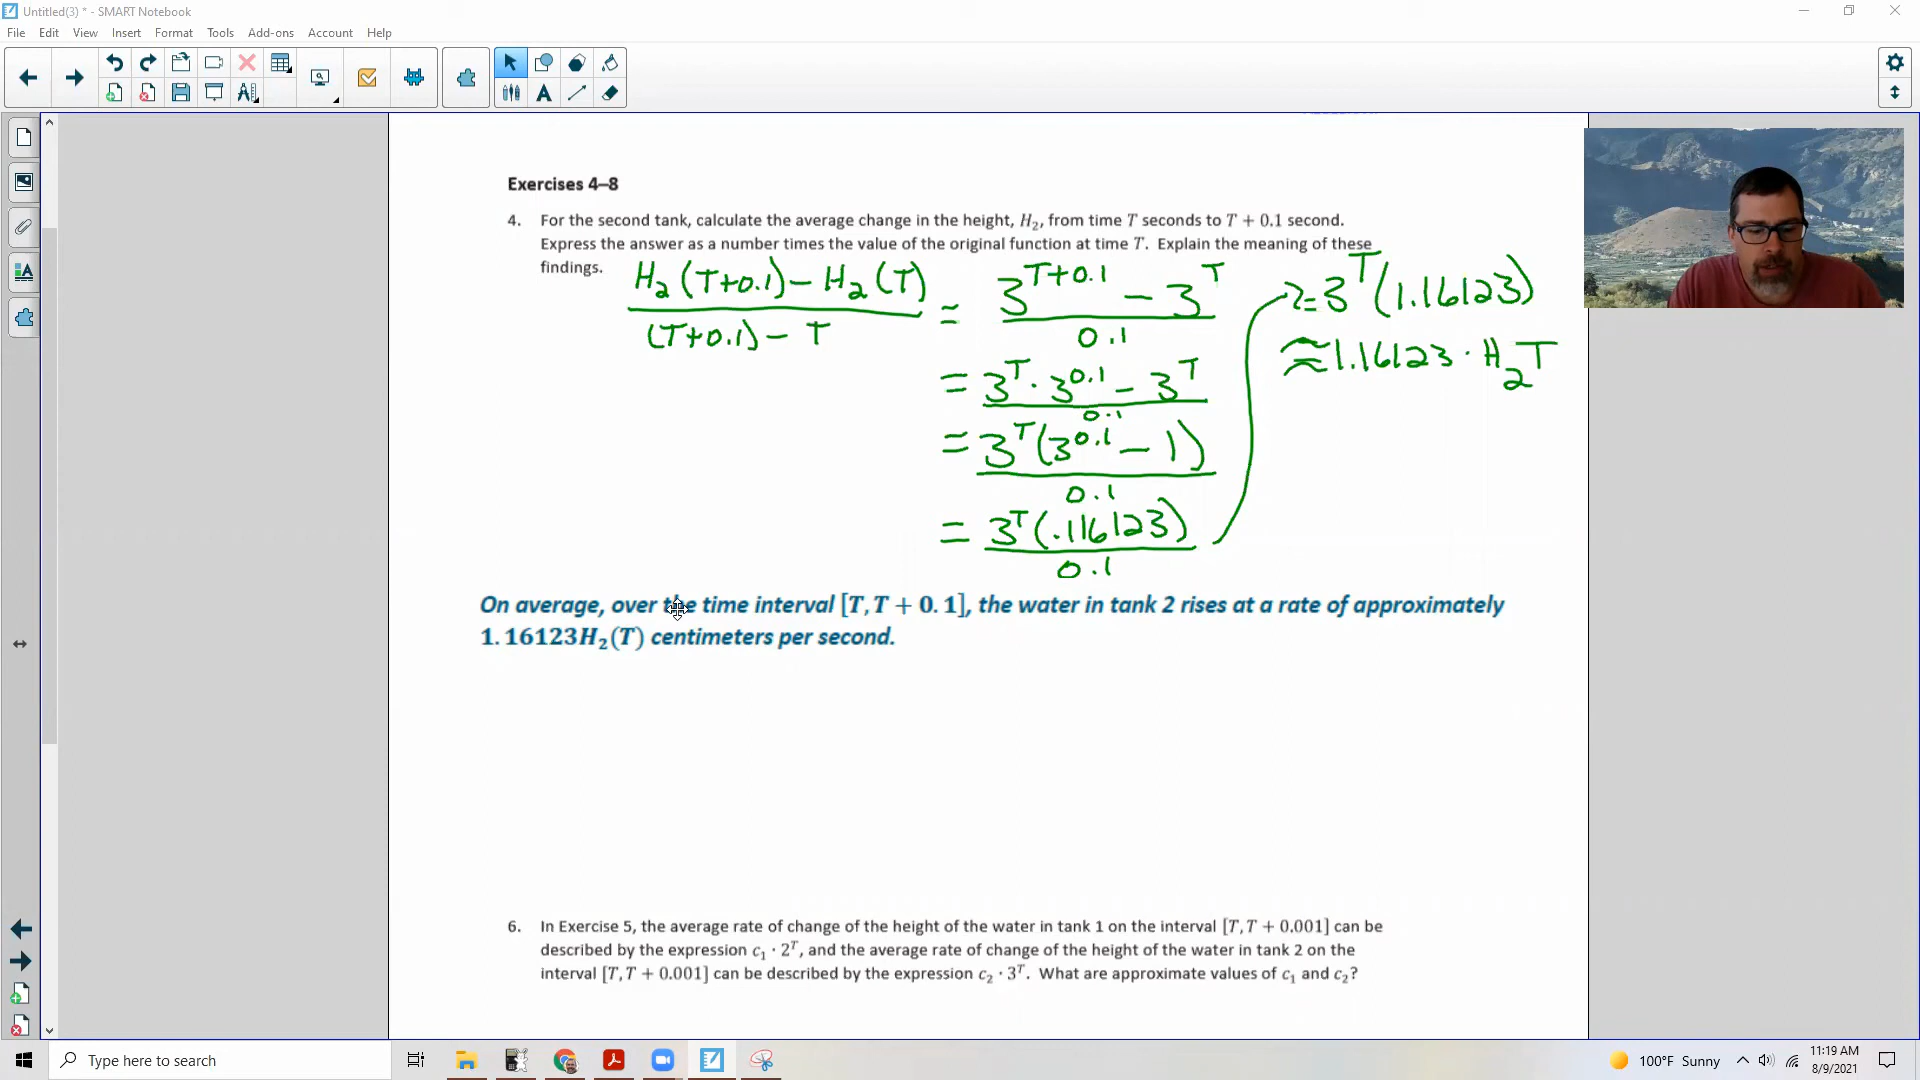 Untitled(3) * - SMART Notebook
File Edit View Insert Format Tools Add-ons Account Help
Exercises 4–8
4. For the second tank, calculate the average change in the height, H₂, from time T seconds to T + 0.1 second.
Express the answer as a number times the value of the original function at time T. Explain the meaning of these
findings.
H₂(T+0.1) − H₂(T)
(T+0.1) − T
= 3^(T+0.1) − 3^T
0.1
= 3^T · 3^0.1 − 3^T
0.1
= 3^T(3^0.1 − 1)
0.1
= 3^T(.116123)
0.1
≈ 3^T(1.16123)
≈ 1.16123 · H₂T
On average, over the time interval [T, T + 0.1], the water in tank 2 rises at a rate of approximately
1.16123H₂(T) centimeters per second.
6. In Exercise 5, the average rate of change of the height of the water in tank 1 on the interval [T, T + 0.001] can be
described by the expression c₁ · 2^T, and the average rate of change of the height of the water in tank 2 on the
interval [T, T + 0.001] can be described by the expression c₂ · 3^T. What are approximate values of c₁ and c₂?
Type here to search
100°F Sunny
11:19 AM
8/9/2021